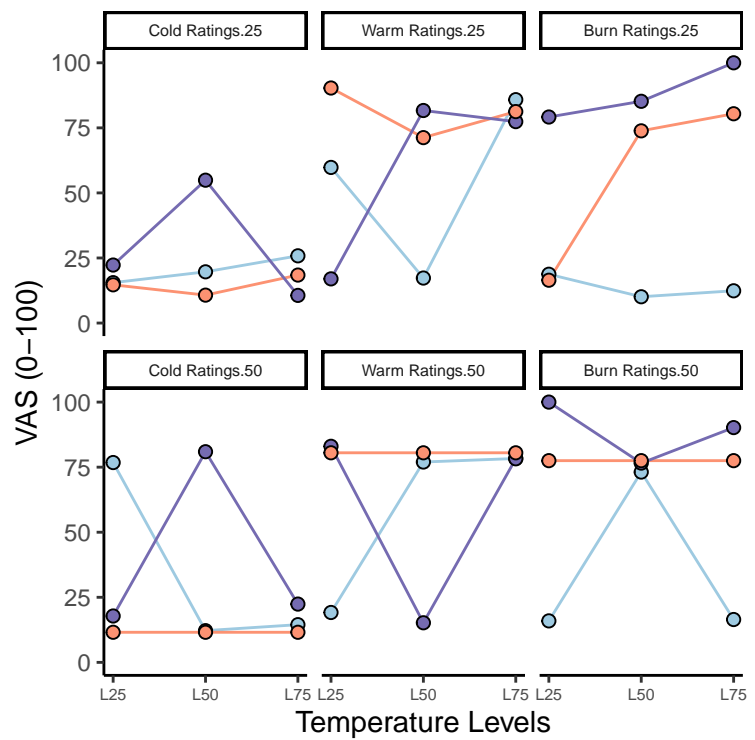 Cold Ratings.25
Warm Ratings.25
Burn Ratings.25
100
75
50
25
0
Cold Ratings.50
Warm Ratings.50
Burn Ratings.50
100
75
50
25
0
VAS (0−100)
L25 L50 L75 L25 L50 L75 L25 L50 L75
Temperature Levels